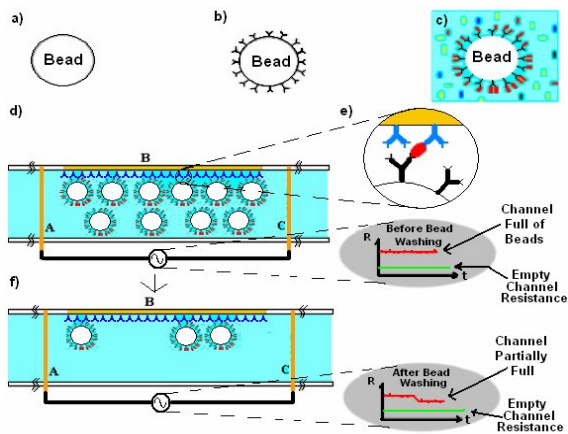 a)
Bead
b)
Bead
c)
Bead
d)
B
A
C
e)
Before Bead
Washing
R
t
Channel
Full of
Beads
Empty
Channel
Resistance
f)
B
A
C
After Bead
Washing
R
t
Channel
Partially
Full
Empty
Channel
Resistance